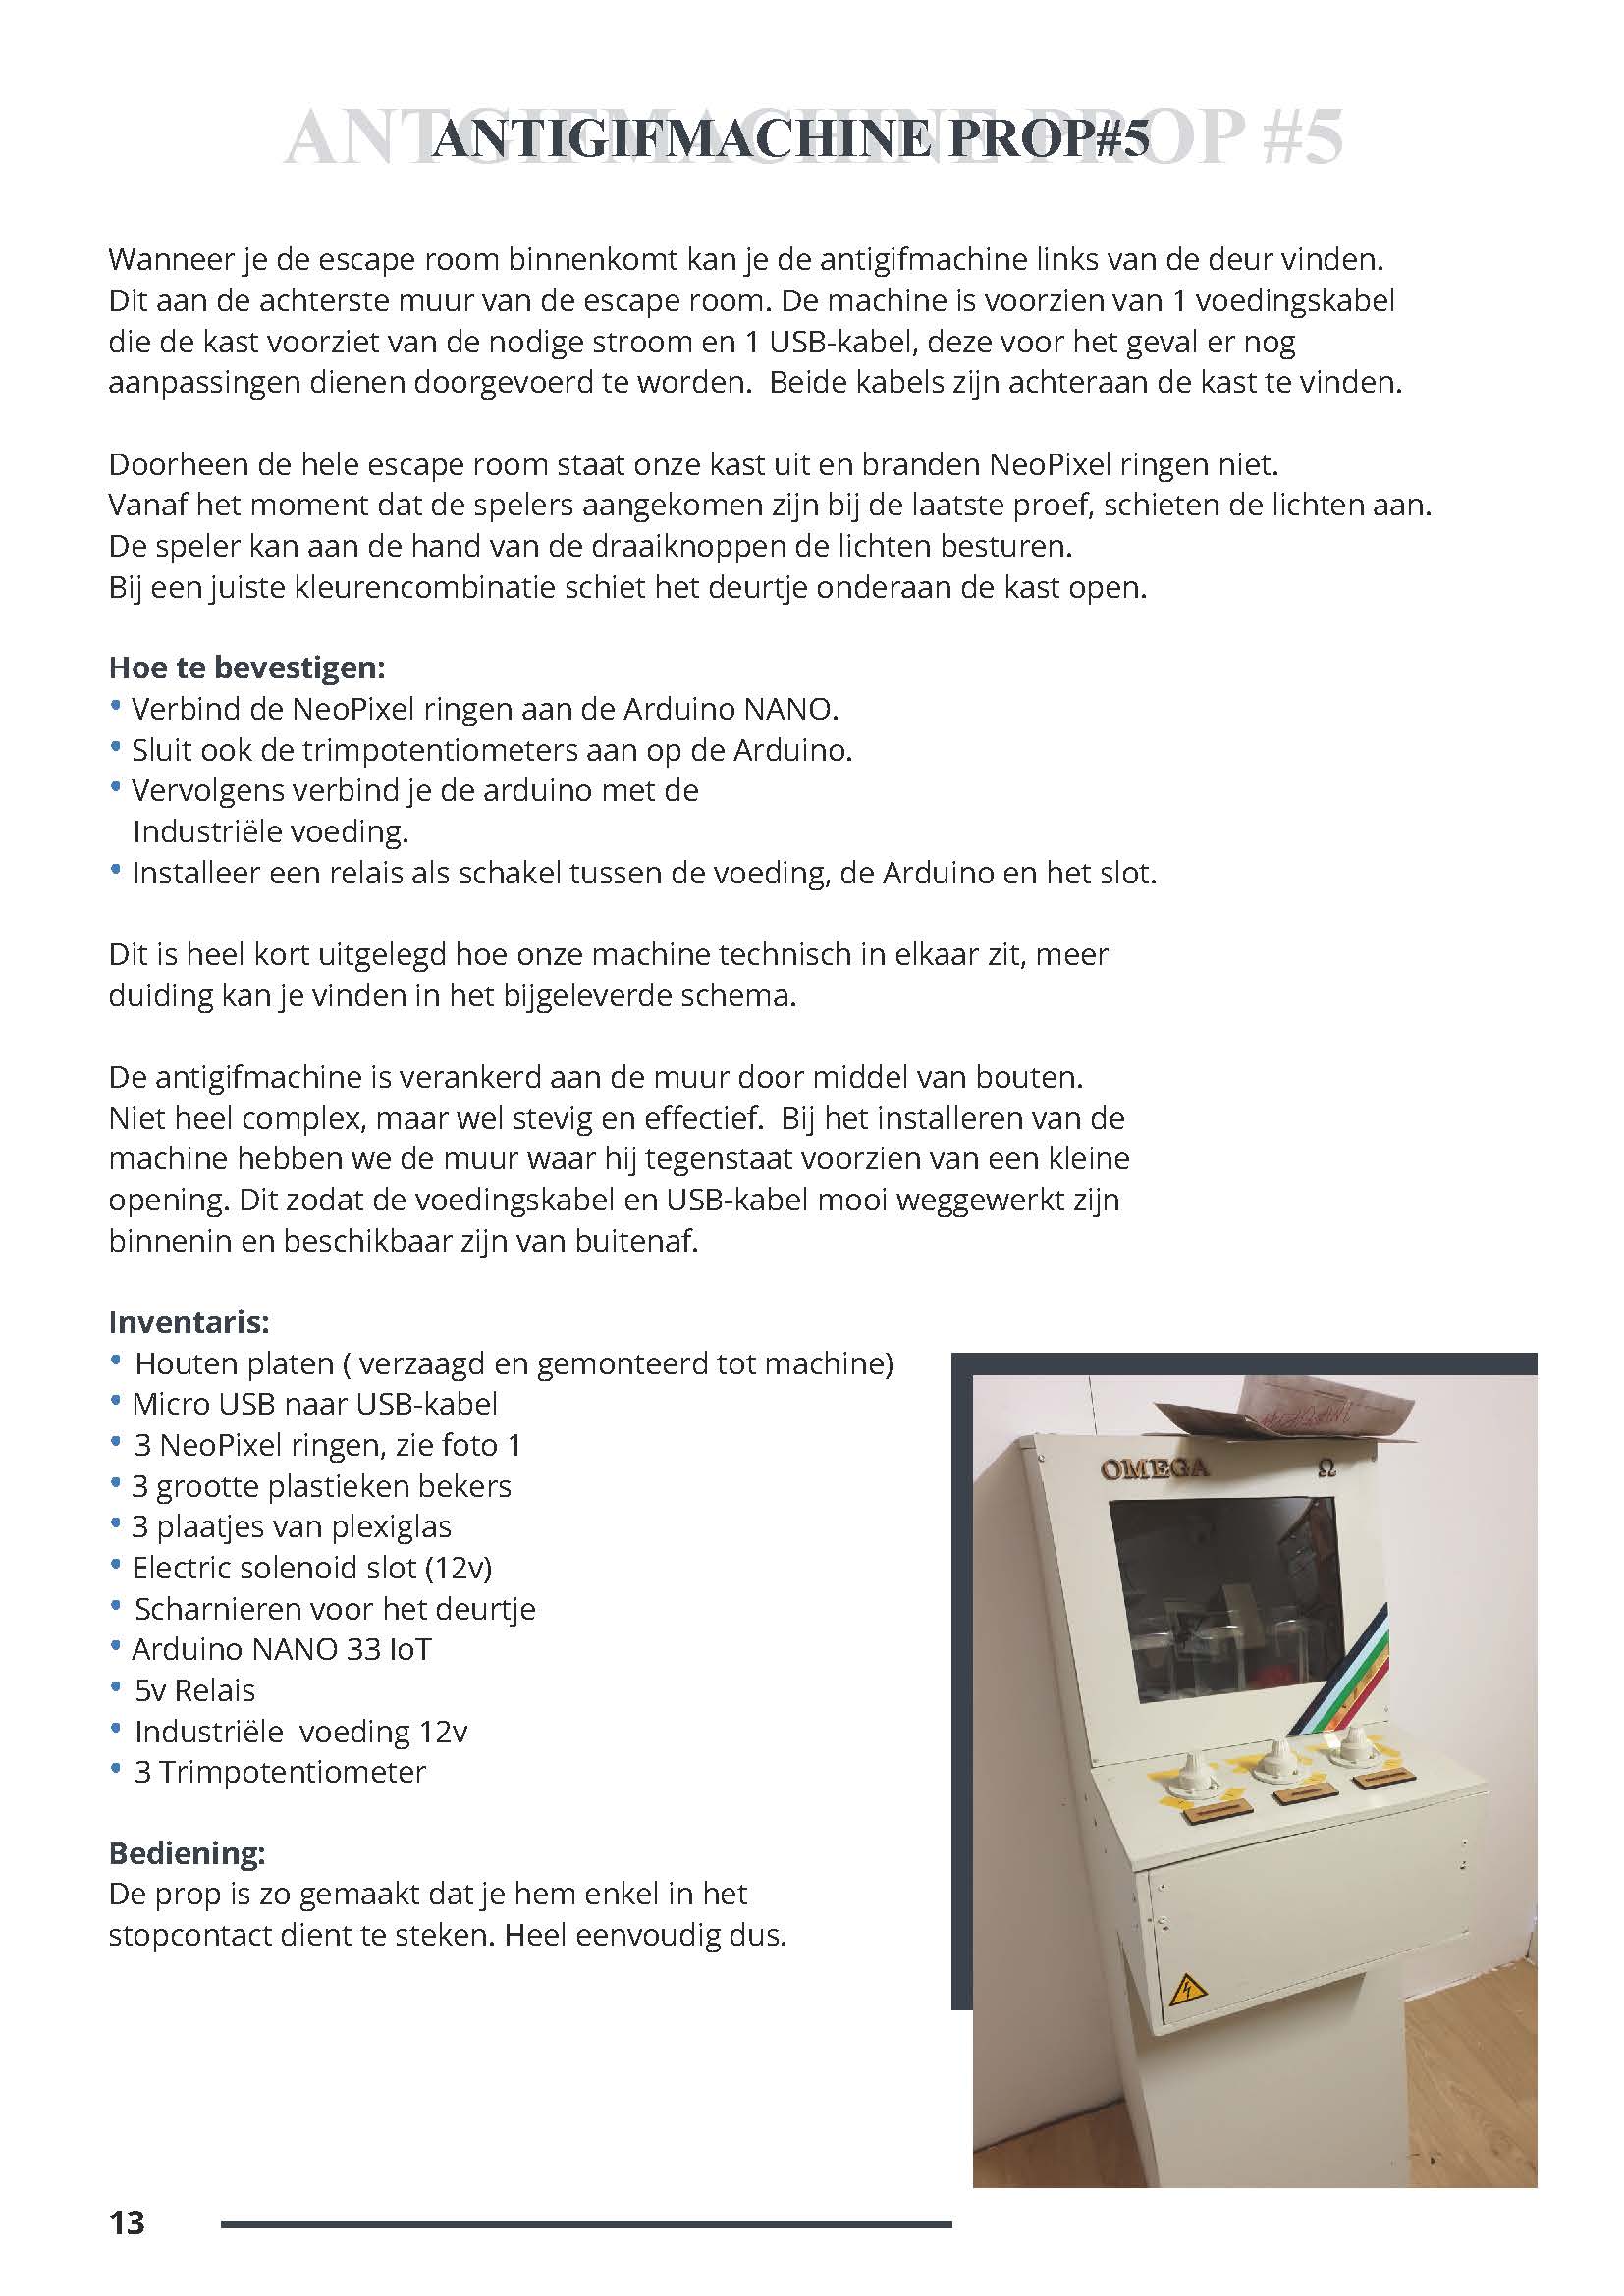 ANTGIFMACHINE PROP #5
ANTIGIFMACHINE PROP#5
Wanneer je de escape room binnenkomt kan je de antigifmachine links van de deur vinden.
Dit aan de achterste muur van de escape room. De machine is voorzien van 1 voedingskabel
die de kast voorziet van de nodige stroom en 1 USB-kabel, deze voor het geval er nog
aanpassingen dienen doorgevoerd te worden.  Beide kabels zijn achteraan de kast te vinden.
Doorheen de hele escape room staat onze kast uit en branden NeoPixel ringen niet.
Vanaf het moment dat de spelers aangekomen zijn bij de laatste proef, schieten de lichten aan.
De speler kan aan de hand van de draaiknoppen de lichten besturen.
Bij een juiste kleurencombinatie schiet het deurtje onderaan de kast open.
Hoe te bevestigen:
• Verbind de NeoPixel ringen aan de Arduino NANO.
• Sluit ook de trimpotentiometers aan op de Arduino.
• Vervolgens verbind je de arduino met de
Industriële voeding.
• Installeer een relais als schakel tussen de voeding, de Arduino en het slot.
Dit is heel kort uitgelegd hoe onze machine technisch in elkaar zit, meer
duiding kan je vinden in het bijgeleverde schema.
De antigifmachine is verankerd aan de muur door middel van bouten.
Niet heel complex, maar wel stevig en effectief.  Bij het installeren van de
machine hebben we de muur waar hij tegenstaat voorzien van een kleine
opening. Dit zodat de voedingskabel en USB-kabel mooi weggewerkt zijn
binnenin en beschikbaar zijn van buitenaf.
Inventaris:
• Houten platen ( verzaagd en gemonteerd tot machine)
• Micro USB naar USB-kabel
• 3 NeoPixel ringen, zie foto 1
• 3 grootte plastieken bekers
• 3 plaatjes van plexiglas
• Electric solenoid slot (12v)
• Scharnieren voor het deurtje
• Arduino NANO 33 IoT
• 5v Relais
• Industriële  voeding 12v
• 3 Trimpotentiometer
Bediening:
De prop is zo gemaakt dat je hem enkel in het
stopcontact dient te steken. Heel eenvoudig dus.
OMEGA Ω
13